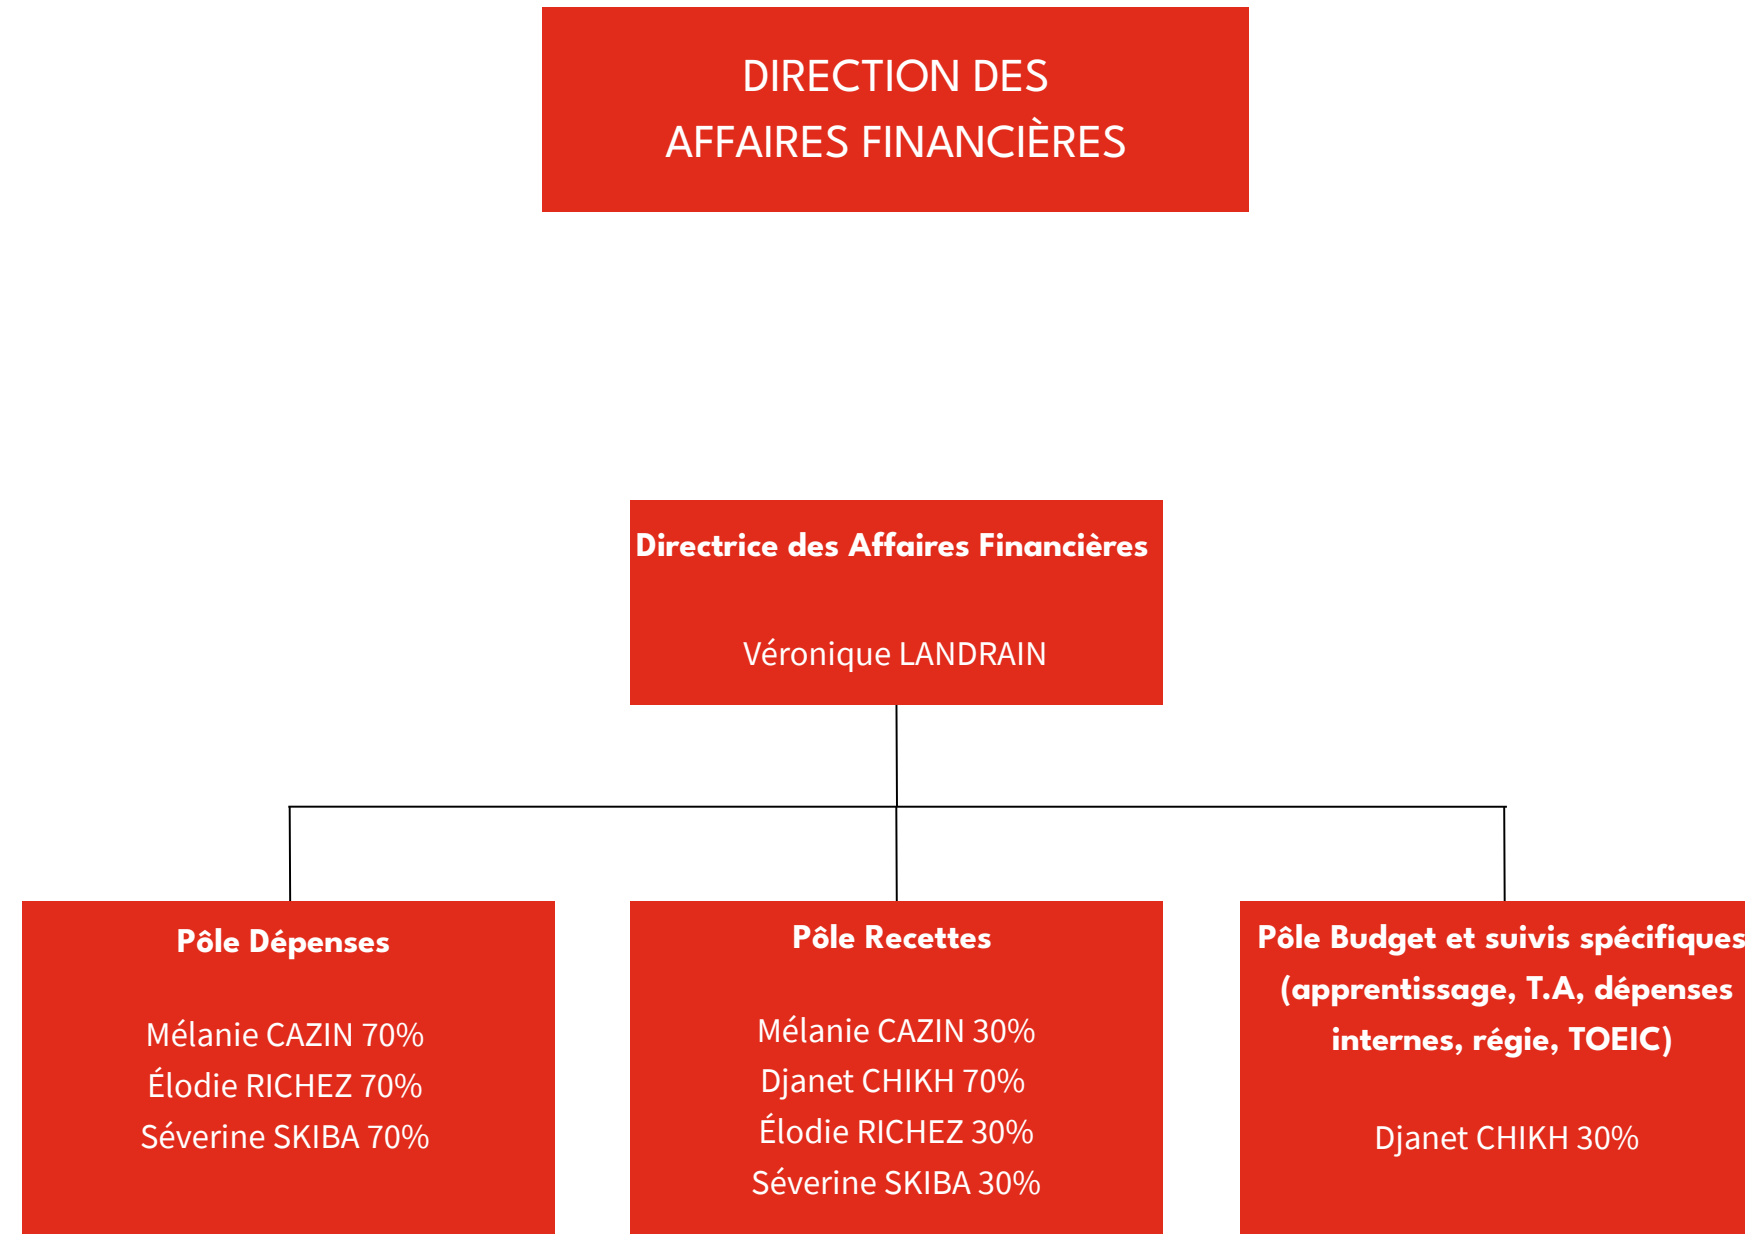 DIRECTION DES
AFFAIRES FINANCIÈRES
Directrice des Affaires Financières
Véronique LANDRAIN
Pôle Dépenses
Mélanie CAZIN 70%
Élodie RICHEZ 70%
Séverine SKIBA 70%
Pôle Recettes
Mélanie CAZIN 30%
Djanet CHIKH 70%
Élodie RICHEZ 30%
Séverine SKIBA 30%
Pôle Budget et suivis spécifiques
(apprentissage, T.A, dépenses
internes, régie, TOEIC)
Djanet CHIKH 30%